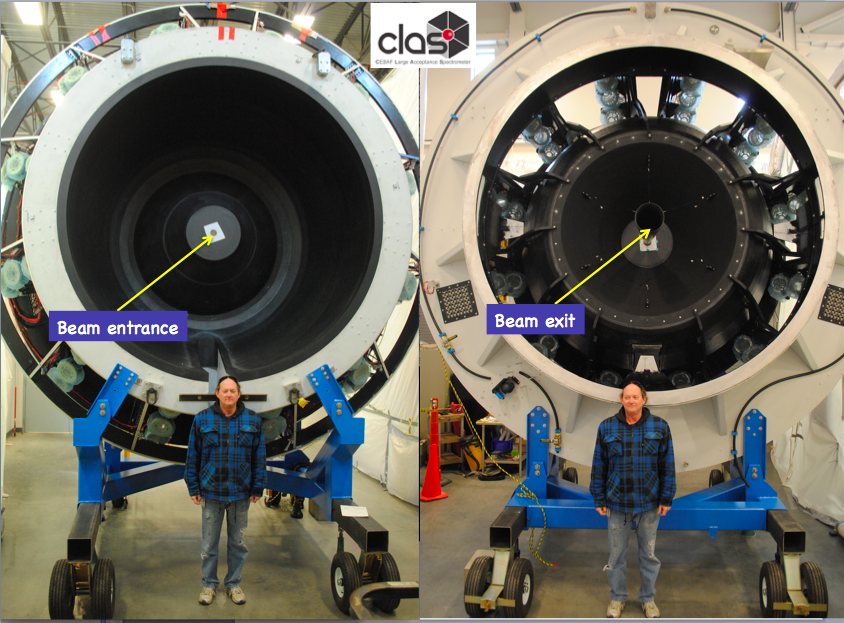 clas
CEBAF Large Acceptance Spectrometer
Beam entrance
Beam exit